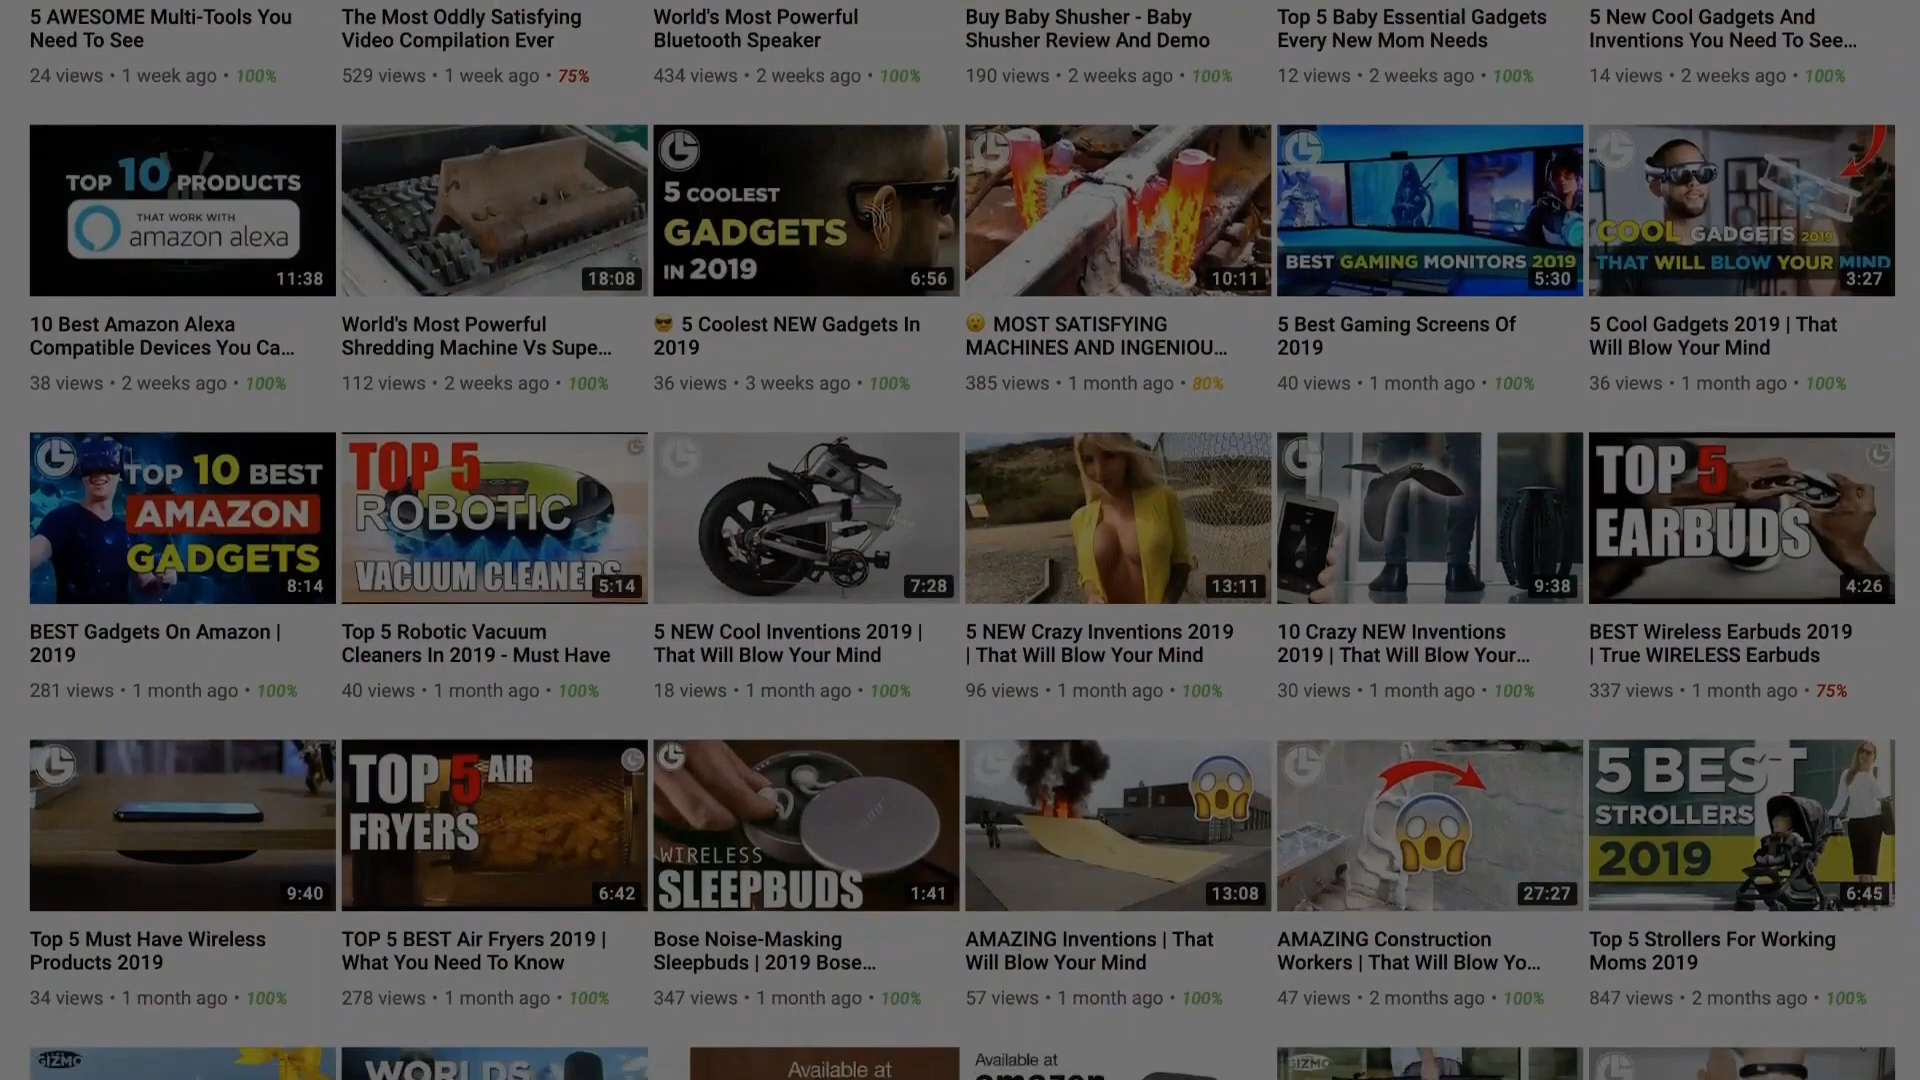 5 AWESOME Multi-Tools You
Need To See
24 views • 1 week ago • 100%
The Most Oddly Satisfying
Video Compilation Ever
529 views • 1 week ago • 75%
World's Most Powerful
Bluetooth Speaker
434 views • 2 weeks ago • 100%
Buy Baby Shusher - Baby
Shusher Review And Demo
190 views • 2 weeks ago • 100%
Top 5 Baby Essential Gadgets
Every New Mom Needs
12 views • 2 weeks ago • 100%
5 New Cool Gadgets And
Inventions You Need To See...
14 views • 2 weeks ago • 100%
TOP 10 PRODUCTS
THAT WORK WITH
amazon alexa
11:38
10 Best Amazon Alexa
Compatible Devices You Ca...
38 views • 2 weeks ago • 100%
18:08
World's Most Powerful
Shredding Machine Vs Supe...
112 views • 2 weeks ago • 100%
5 COOLEST
GADGETS
IN 2019
6:56
😎 5 Coolest NEW Gadgets In
2019
36 views • 3 weeks ago • 100%
10:11
😮 MOST SATISFYING
MACHINES AND INGENIOU...
385 views • 1 month ago • 80%
BEST GAMING MONITORS 2019
5:30
5 Best Gaming Screens Of
2019
40 views • 1 month ago • 100%
COOL GADGETS 2019
THAT WILL BLOW YOUR MIND
3:27
5 Cool Gadgets 2019 | That
Will Blow Your Mind
36 views • 1 month ago • 100%
TOP 10 BEST
AMAZON
GADGETS
8:14
BEST Gadgets On Amazon |
2019
281 views • 1 month ago • 100%
TOP 5
ROBOTIC
VACUUM CLEANERS
5:14
Top 5 Robotic Vacuum
Cleaners In 2019 - Must Have
40 views • 1 month ago • 100%
7:28
5 NEW Cool Inventions 2019 |
That Will Blow Your Mind
18 views • 1 month ago • 100%
13:11
5 NEW Crazy Inventions 2019
| That Will Blow Your Mind
96 views • 1 month ago • 100%
9:38
10 Crazy NEW Inventions
2019 | That Will Blow Your...
30 views • 1 month ago • 100%
TOP 5
EARBUDS
4:26
BEST Wireless Earbuds 2019
| True WIRELESS Earbuds
337 views • 1 month ago • 75%
9:40
Top 5 Must Have Wireless
Products 2019
34 views • 1 month ago • 100%
TOP 5 AIR
FRYERS
6:42
TOP 5 BEST Air Fryers 2019 |
What You Need To Know
278 views • 1 month ago • 100%
WIRELESS
SLEEPBUDS
1:41
Bose Noise-Masking
Sleepbuds | 2019 Bose...
347 views • 1 month ago • 100%
13:08
AMAZING Inventions | That
Will Blow Your Mind
57 views • 1 month ago • 100%
27:27
AMAZING Construction
Workers | That Will Blow Yo...
47 views • 2 months ago • 100%
5 BEST
STROLLERS
2019
6:45
Top 5 Strollers For Working
Moms 2019
847 views • 2 months ago • 100%
GIZMO
WORLDS
Available at
Available at
amazon
GIZMO